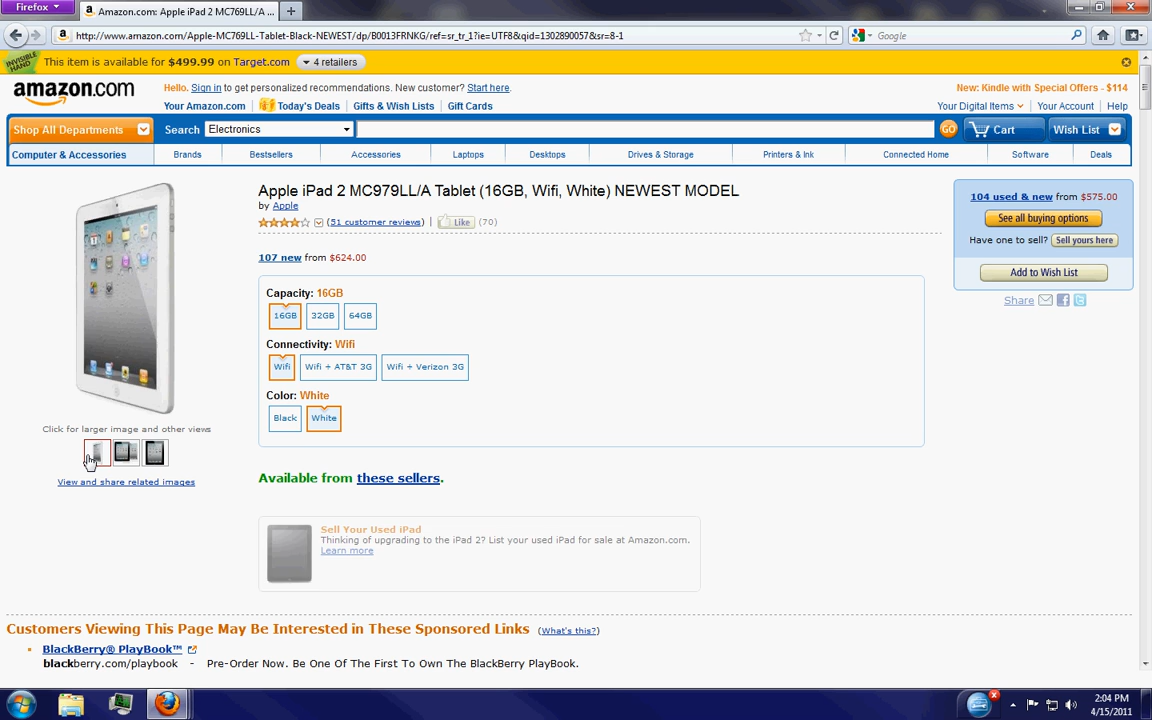 Firefox
Amazon.com: Apple iPad 2 MC769LL/A ...
http://www.amazon.com/Apple-MC769LL-Tablet-Black-NEWEST/dp/B0013FRNKG/ref=sr_tr_1?ie=UTF8&qid=1302890057&sr=8-1
Google
INVISIBLE HAND
This item is available for $499.99 on Target.com
4 retailers
amazon.com
Hello. Sign in to get personalized recommendations. New customer? Start here.
New: Kindle with Special Offers - $114
Your Amazon.com
Today's Deals
Gifts & Wish Lists
Gift Cards
Your Digital Items
Your Account
Help
Shop All Departments
Search
Electronics
GO
Cart
Wish List
Computer & Accessories
Brands
Bestsellers
Accessories
Laptops
Desktops
Drives & Storage
Printers & Ink
Connected Home
Software
Deals
Apple iPad 2 MC979LL/A Tablet (16GB, Wifi, White) NEWEST MODEL
by Apple
(51 customer reviews)
Like
(70)
104 used & new from $575.00
See all buying options
Have one to sell? Sell yours here
Add to Wish List
Share
107 new from $624.00
Capacity: 16GB
16GB
32GB
64GB
Connectivity: Wifi
Wifi
Wifi + AT&T 3G
Wifi + Verizon 3G
Color: White
Black
White
Click for larger image and other views
View and share related images
Available from these sellers.
Sell Your Used iPad
Thinking of upgrading to the iPad 2? List your used iPad for sale at Amazon.com.
Learn more
Customers Viewing This Page May Be Interested in These Sponsored Links (What's this?)
BlackBerry® PlayBook™
blackberry.com/playbook - Pre-Order Now. Be One Of The First To Own The BlackBerry PlayBook.
2:04 PM
4/15/2011